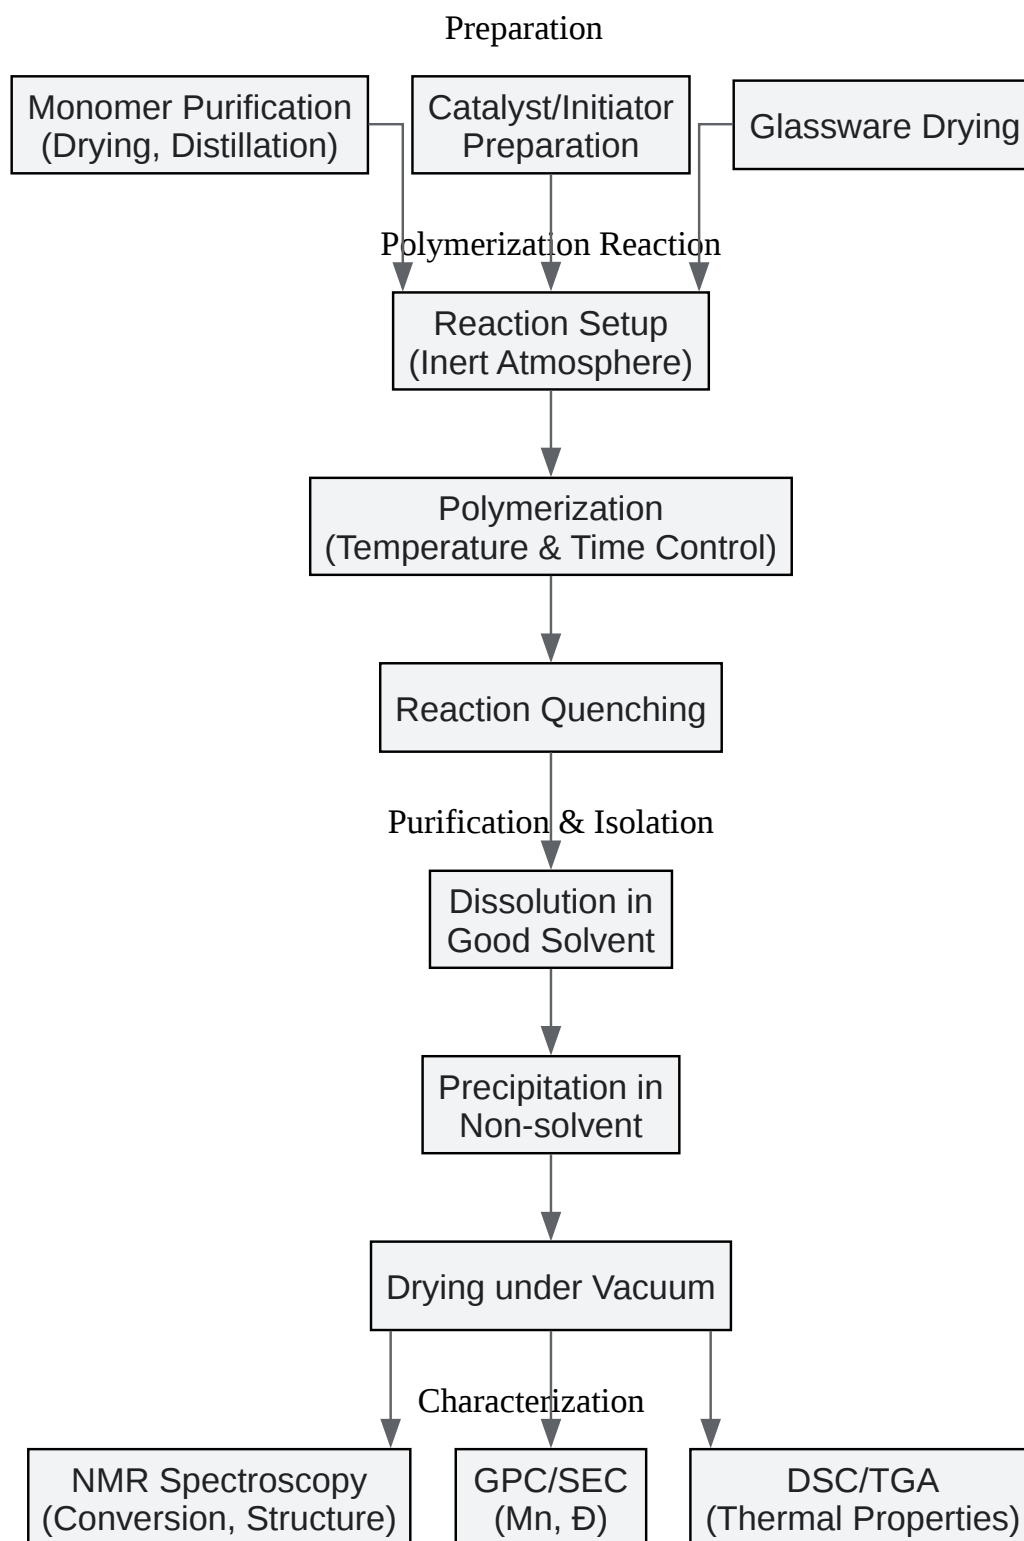 Preparation
Monomer Purification
(Drying, Distillation)
Catalyst/Initiator
Preparation
Glassware Drying
Polymerization Reaction
Reaction Setup
(Inert Atmosphere)
Polymerization
(Temperature & Time Control)
Reaction Quenching
Purification & Isolation
Dissolution in
Good Solvent
Precipitation in
Non-solvent
Drying under Vacuum
Characterization
NMR Spectroscopy
(Conversion, Structure)
GPC/SEC
(Mn, Đ)
DSC/TGA
(Thermal Properties)